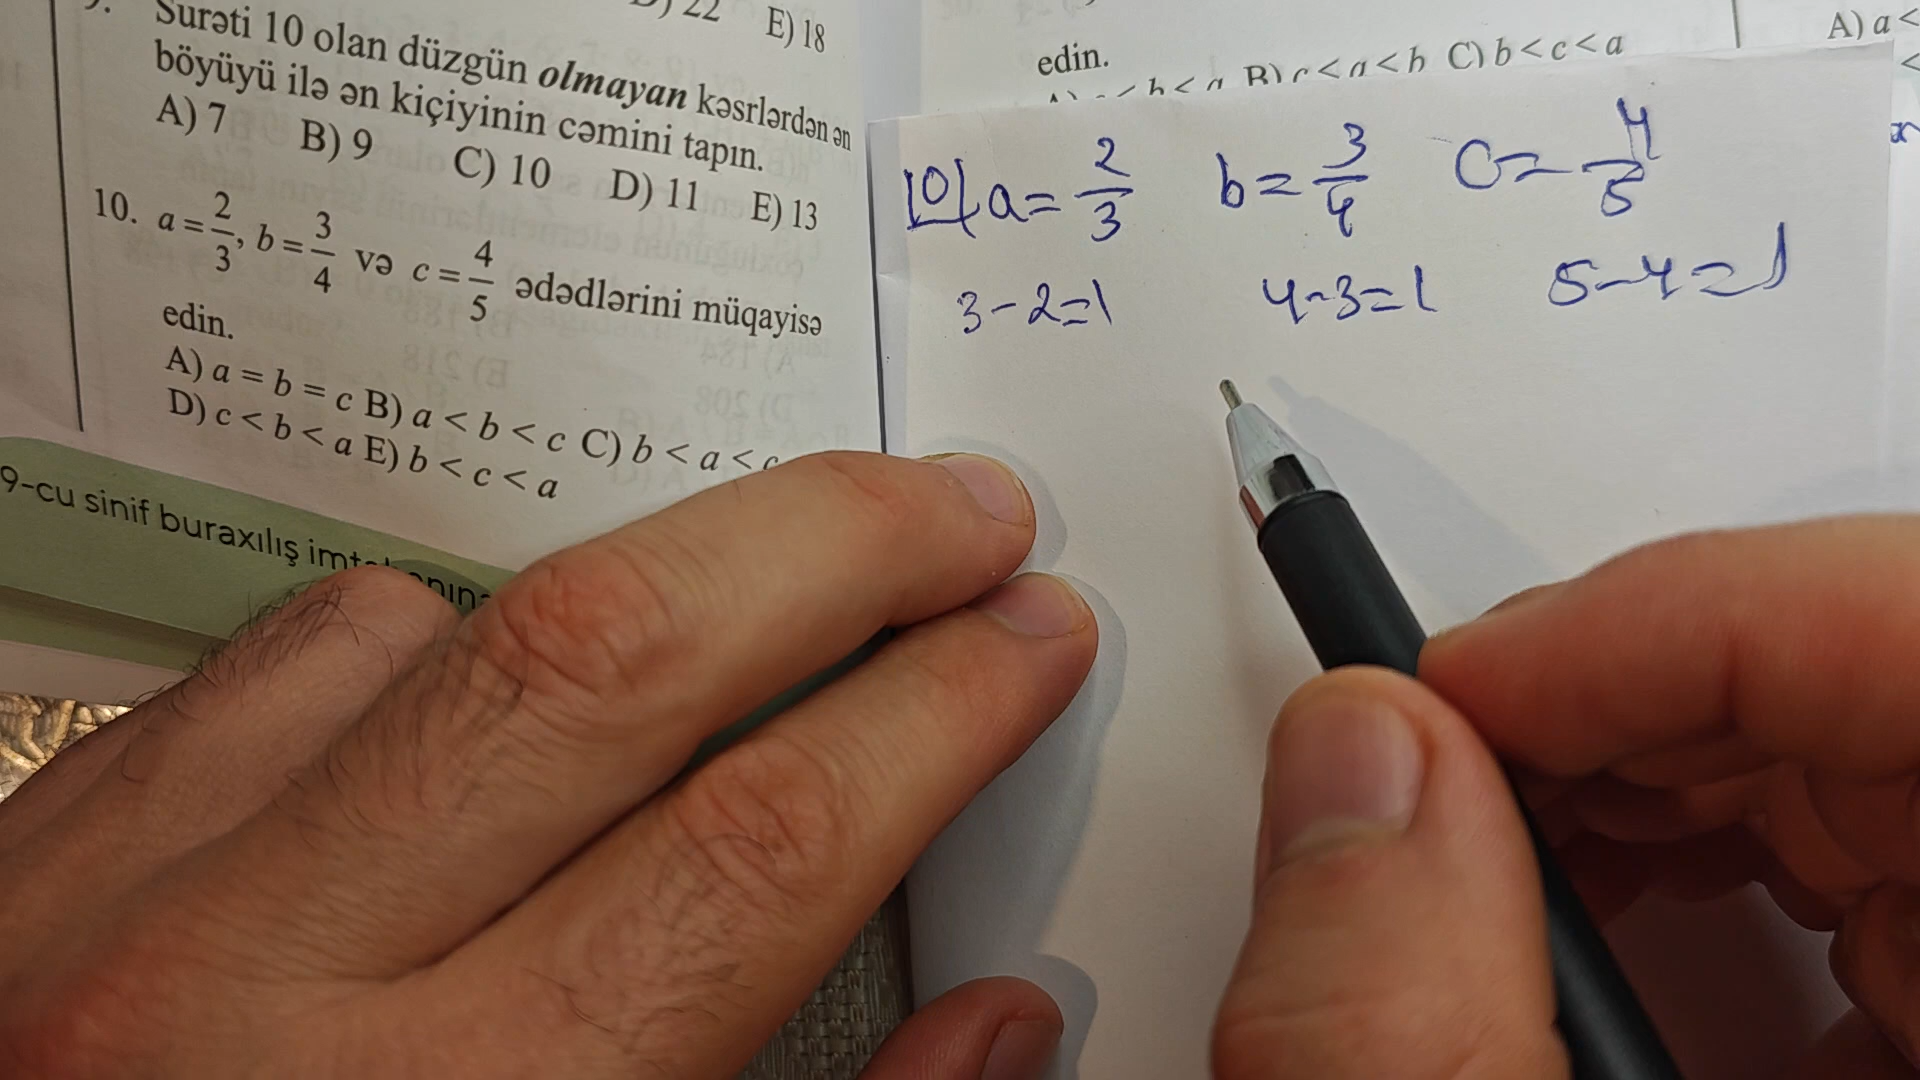 22 E) 18
Surəti 10 olan düzgün olmayan kəsrlərdən ən
böyüyü ilə ən kiçiyinin cəmini tapın.
A) 7 B) 9 C) 10 D) 11 E) 13
10. a = 2/3, b = 3/4 və c = 4/5 ədədlərini müqayisə
edin.
A) a = b = c B) a < b < c C) b < a <
D) c < b < a E) b < c < a
9-cu sinif buraxılış
edin.
b < a B) c < a < b C) b < c < a
A) a <
10) a = 2/3 b = 3/4 c = 4/5
3 - 2 = 1 4 - 3 = 1 5 - 4 = 1